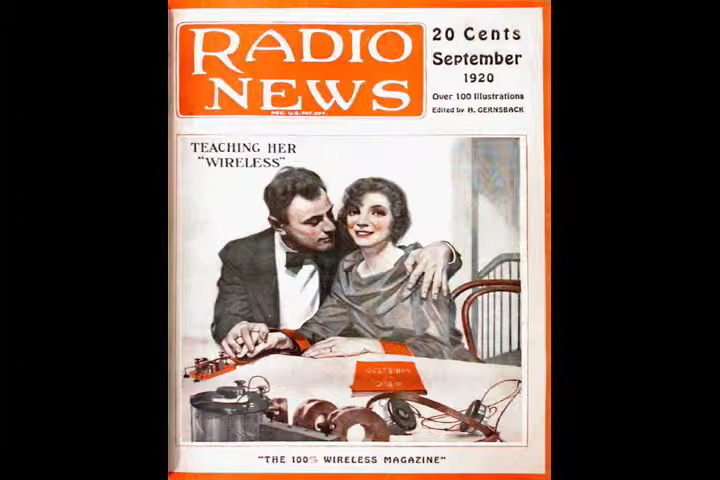 RADIO
NEWS
REG. U.S. PAT. OFF.
20 Cents
September
1920
Over 100 Illustrations
Edited by H. GERNSBACK
TEACHING HER
"WIRELESS"
"THE 100% WIRELESS MAGAZINE"